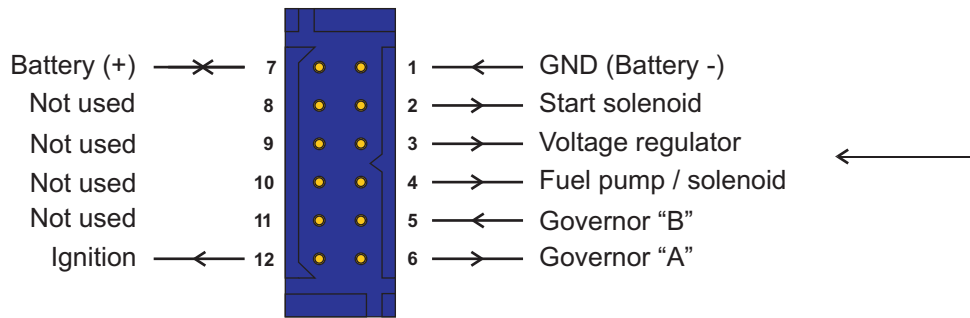 Battery (+) 7 1 GND (Battery -)
Not used 8 2 Start solenoid
Not used 9 3 Voltage regulator
Not used 10 4 Fuel pump / solenoid
Not used 11 5 Governor “B”
Ignition 12 6 Governor “A”